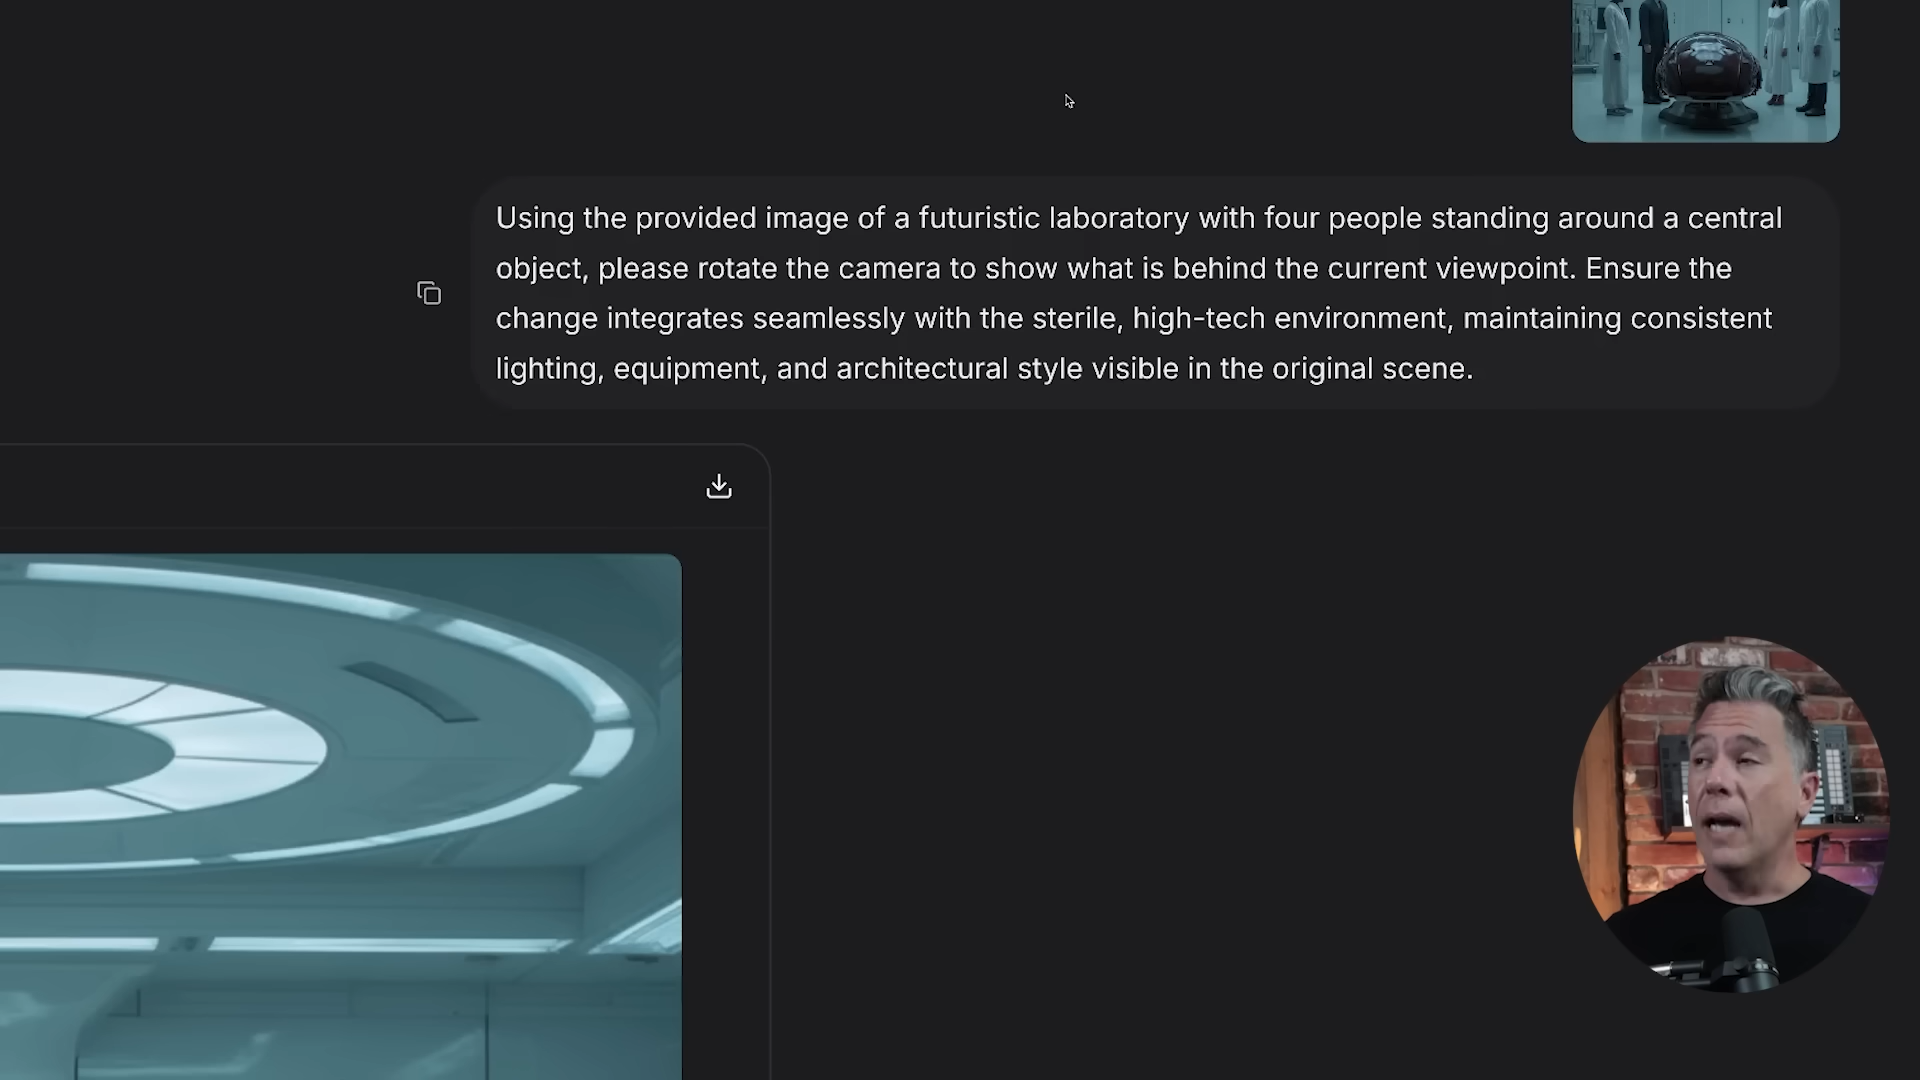 Using the provided image of a futuristic laboratory with four people standing around a central
object, please rotate the camera to show what is behind the current viewpoint. Ensure the
change integrates seamlessly with the sterile, high-tech environment, maintaining consistent
lighting, equipment, and architectural style visible in the original scene.